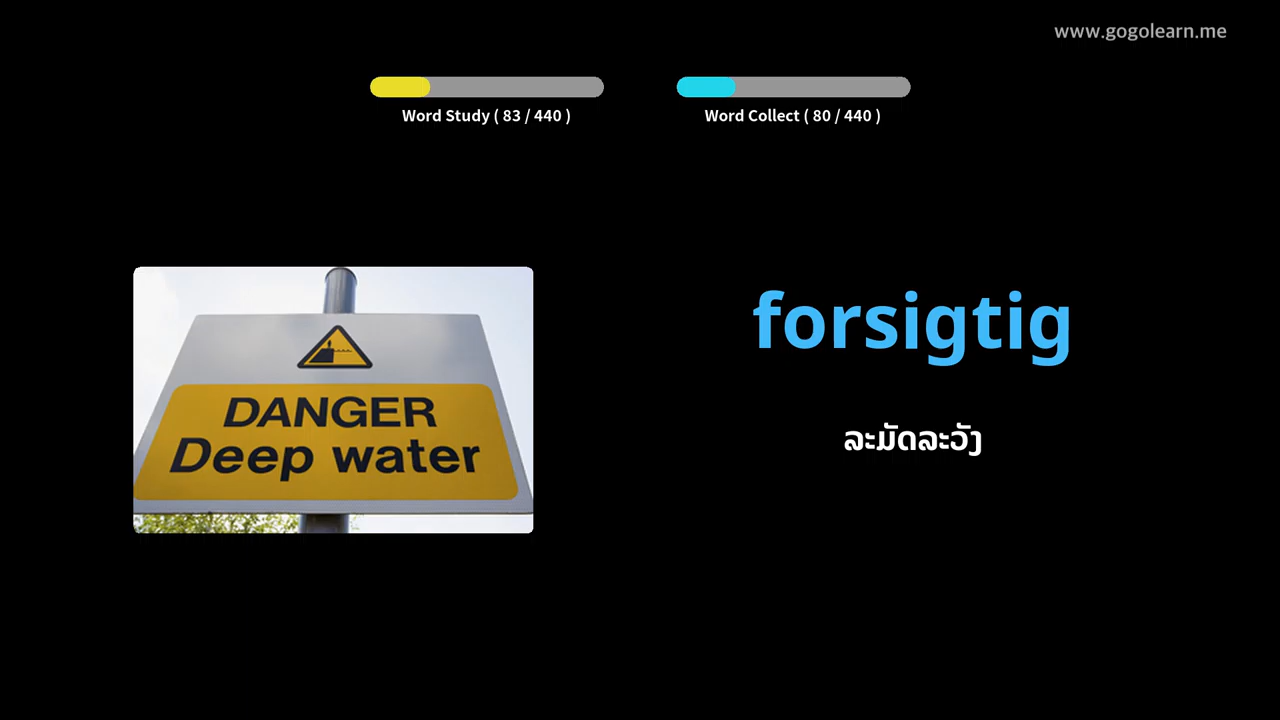 www.gogolearn.me
Word Study ( 83 / 440 )
Word Collect ( 80 / 440 )
DANGER
Deep water
forsigtig
ລະມັດລະວັງ